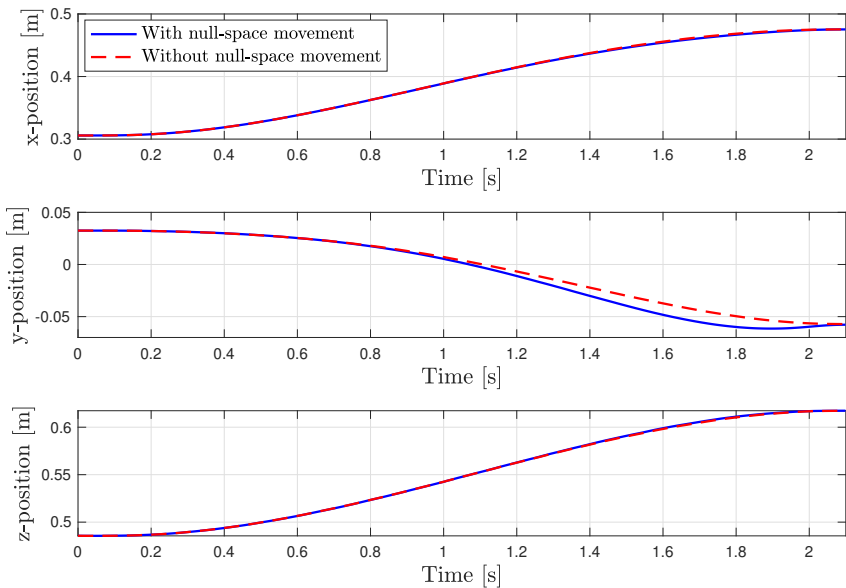 0.5
0.4
0.3
x-position [m]
With null-space movement
Without null-space movement
0 0.2 0.4 0.6 0.8 1 1.2 1.4 1.6 1.8 2
Time [s]
0.05
0
-0.05
y-position [m]
0 0.2 0.4 0.6 0.8 1 1.2 1.4 1.6 1.8 2
Time [s]
0.6
0.55
0.5
z-position [m]
0 0.2 0.4 0.6 0.8 1 1.2 1.4 1.6 1.8 2
Time [s]